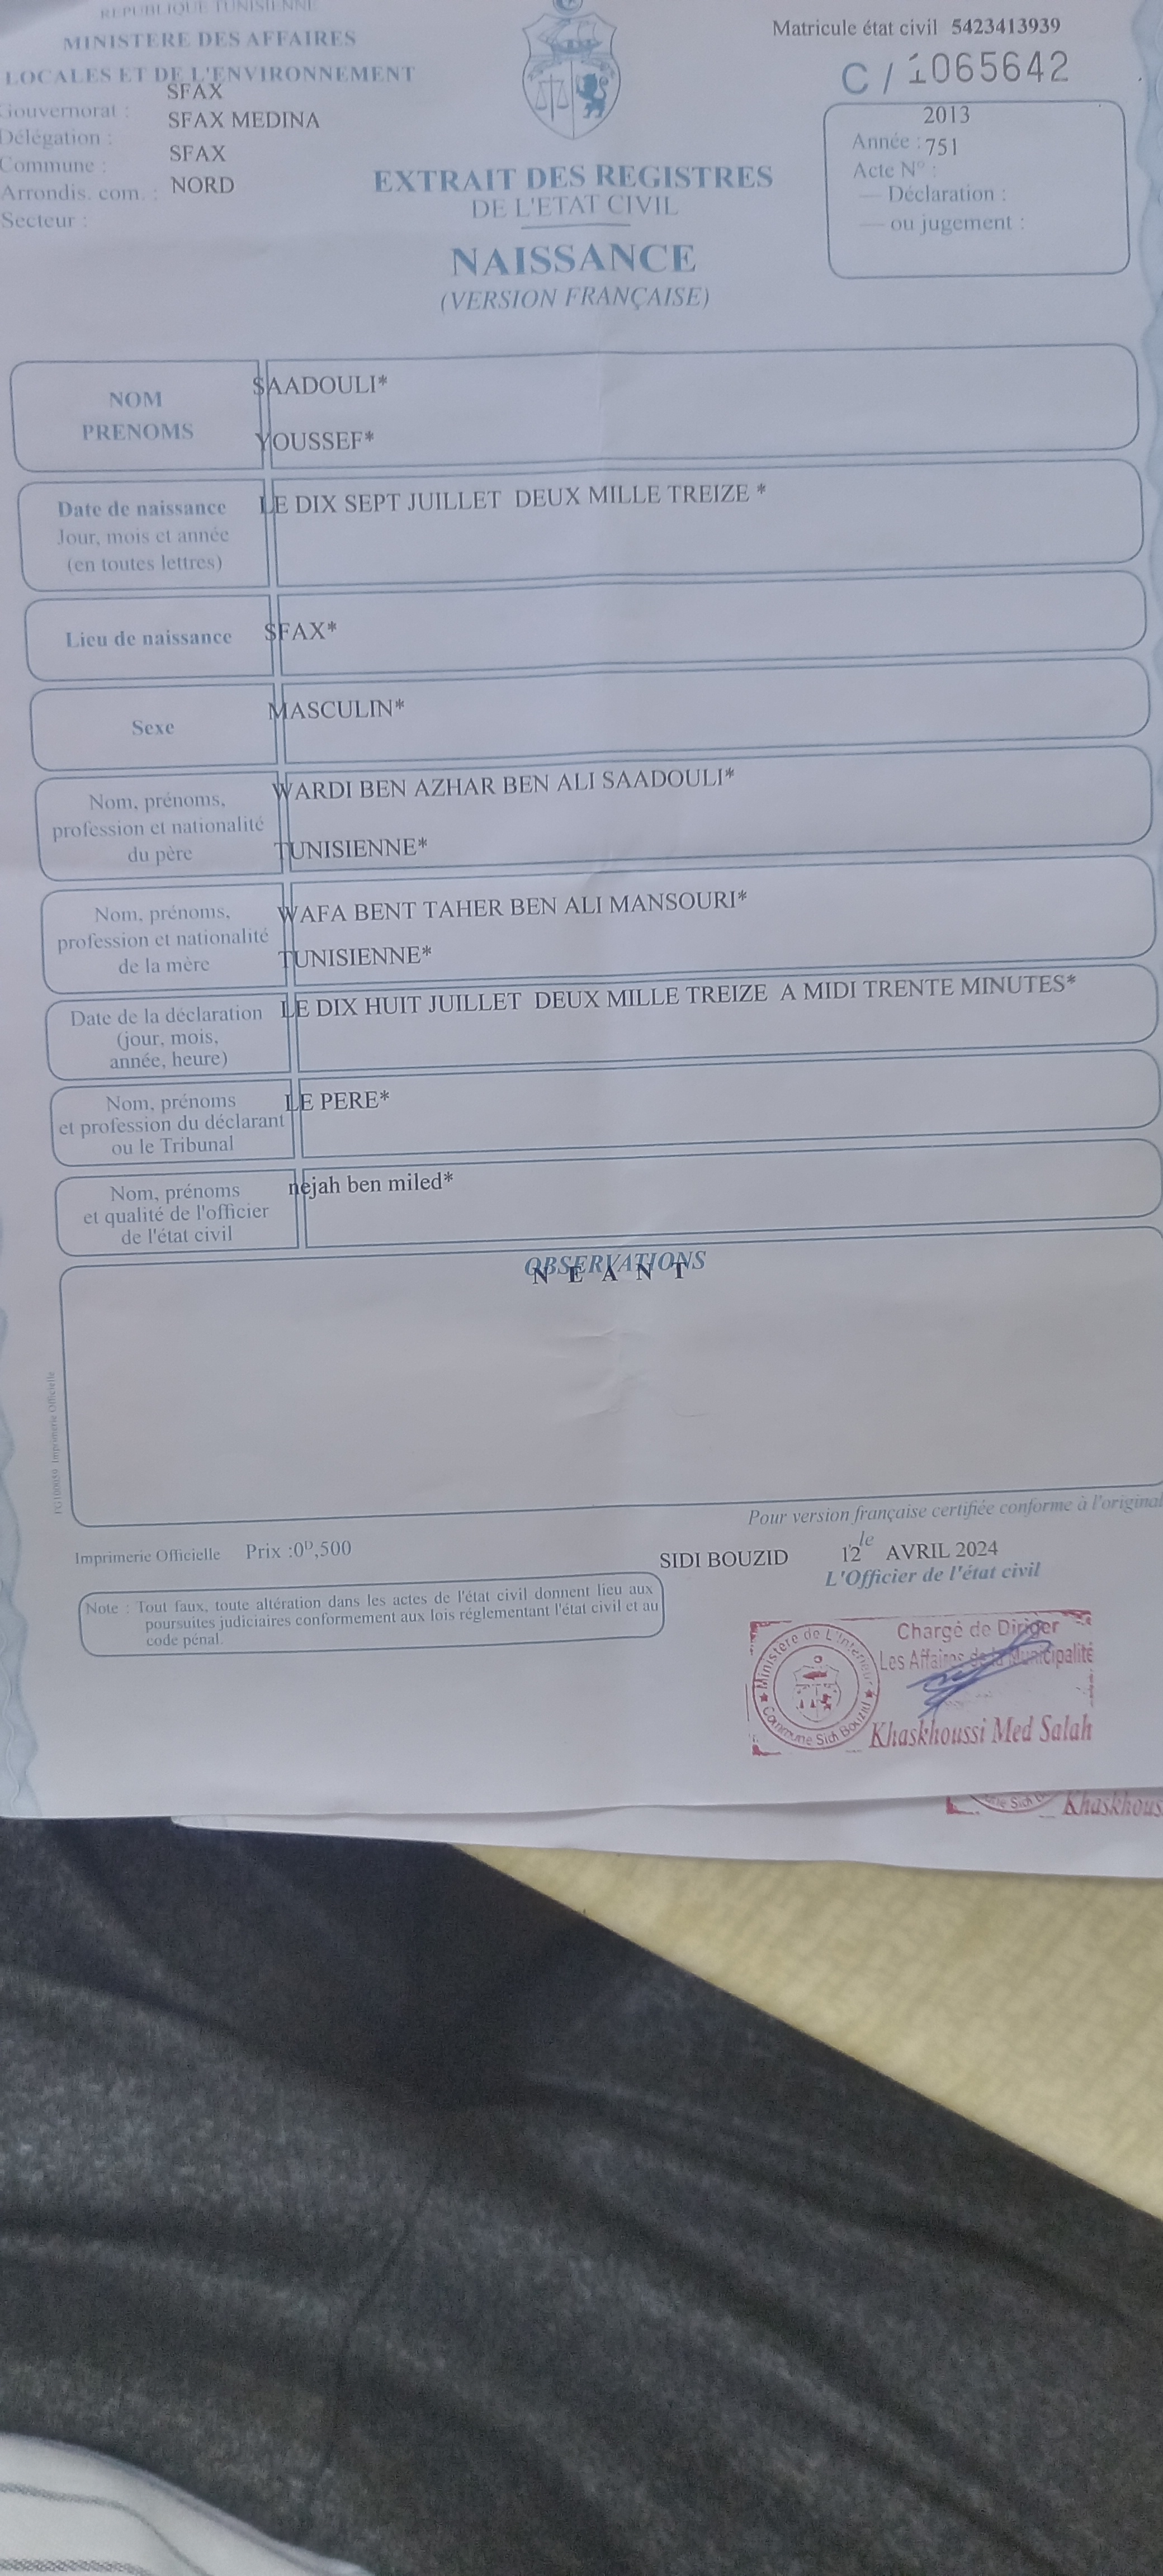 REPUBLIQUE TUNISIENNE
MINISTERE DES AFFAIRES
LOCALES ET DE L'ENVIRONNEMENT
Gouvernorat : SFAX
Délégation : SFAX MEDINA
Commune : SFAX
Arrondis. com. : NORD
Secteur :
Matricule état civil 5423413939
C / 1065642
2013
Année : 751
Acte N° :
— Déclaration :
— ou jugement :
EXTRAIT DES REGISTRES
DE L'ETAT CIVIL
NAISSANCE
(VERSION FRANÇAISE)
NOM
PRENOMS
SAADOULI*
YOUSSEF*
Date de naissance
Jour, mois et année
(en toutes lettres)
LE DIX SEPT JUILLET DEUX MILLE TREIZE *
Lieu de naissance
SFAX*
Sexe
MASCULIN*
Nom, prénoms,
profession et nationalité
du père
WARDI BEN AZHAR BEN ALI SAADOULI*
TUNISIENNE*
Nom, prénoms,
profession et nationalité
de la mère
WAFA BENT TAHER BEN ALI MANSOURI*
TUNISIENNE*
Date de la déclaration
(jour, mois,
année, heure)
LE DIX HUIT JUILLET DEUX MILLE TREIZE A MIDI TRENTE MINUTES*
Nom, prénoms
et profession du déclarant
ou le Tribunal
LE PERE*
Nom, prénoms
et qualité de l'officier
de l'état civil
nejah ben miled*
OBSERVATIONS
N E A N T
Imprimerie Officielle
Pour version française certifiée conforme à l'original
Imprimerie Officielle Prix :0ᴰ,500
SIDI BOUZID le 12 AVRIL 2024
L'Officier de l'état civil
Note : Tout faux, toute altération dans les actes de l'état civil donnent lieu aux
poursuites judiciaires conformement aux lois réglementant l'état civil et au
code pénal.
Ministère de L'Interieur
Commune Sidi Bouzid
Chargé de Diriger
Les Affaires de la Municipalité
Khaskhoussi Med Salah
Khaskhous